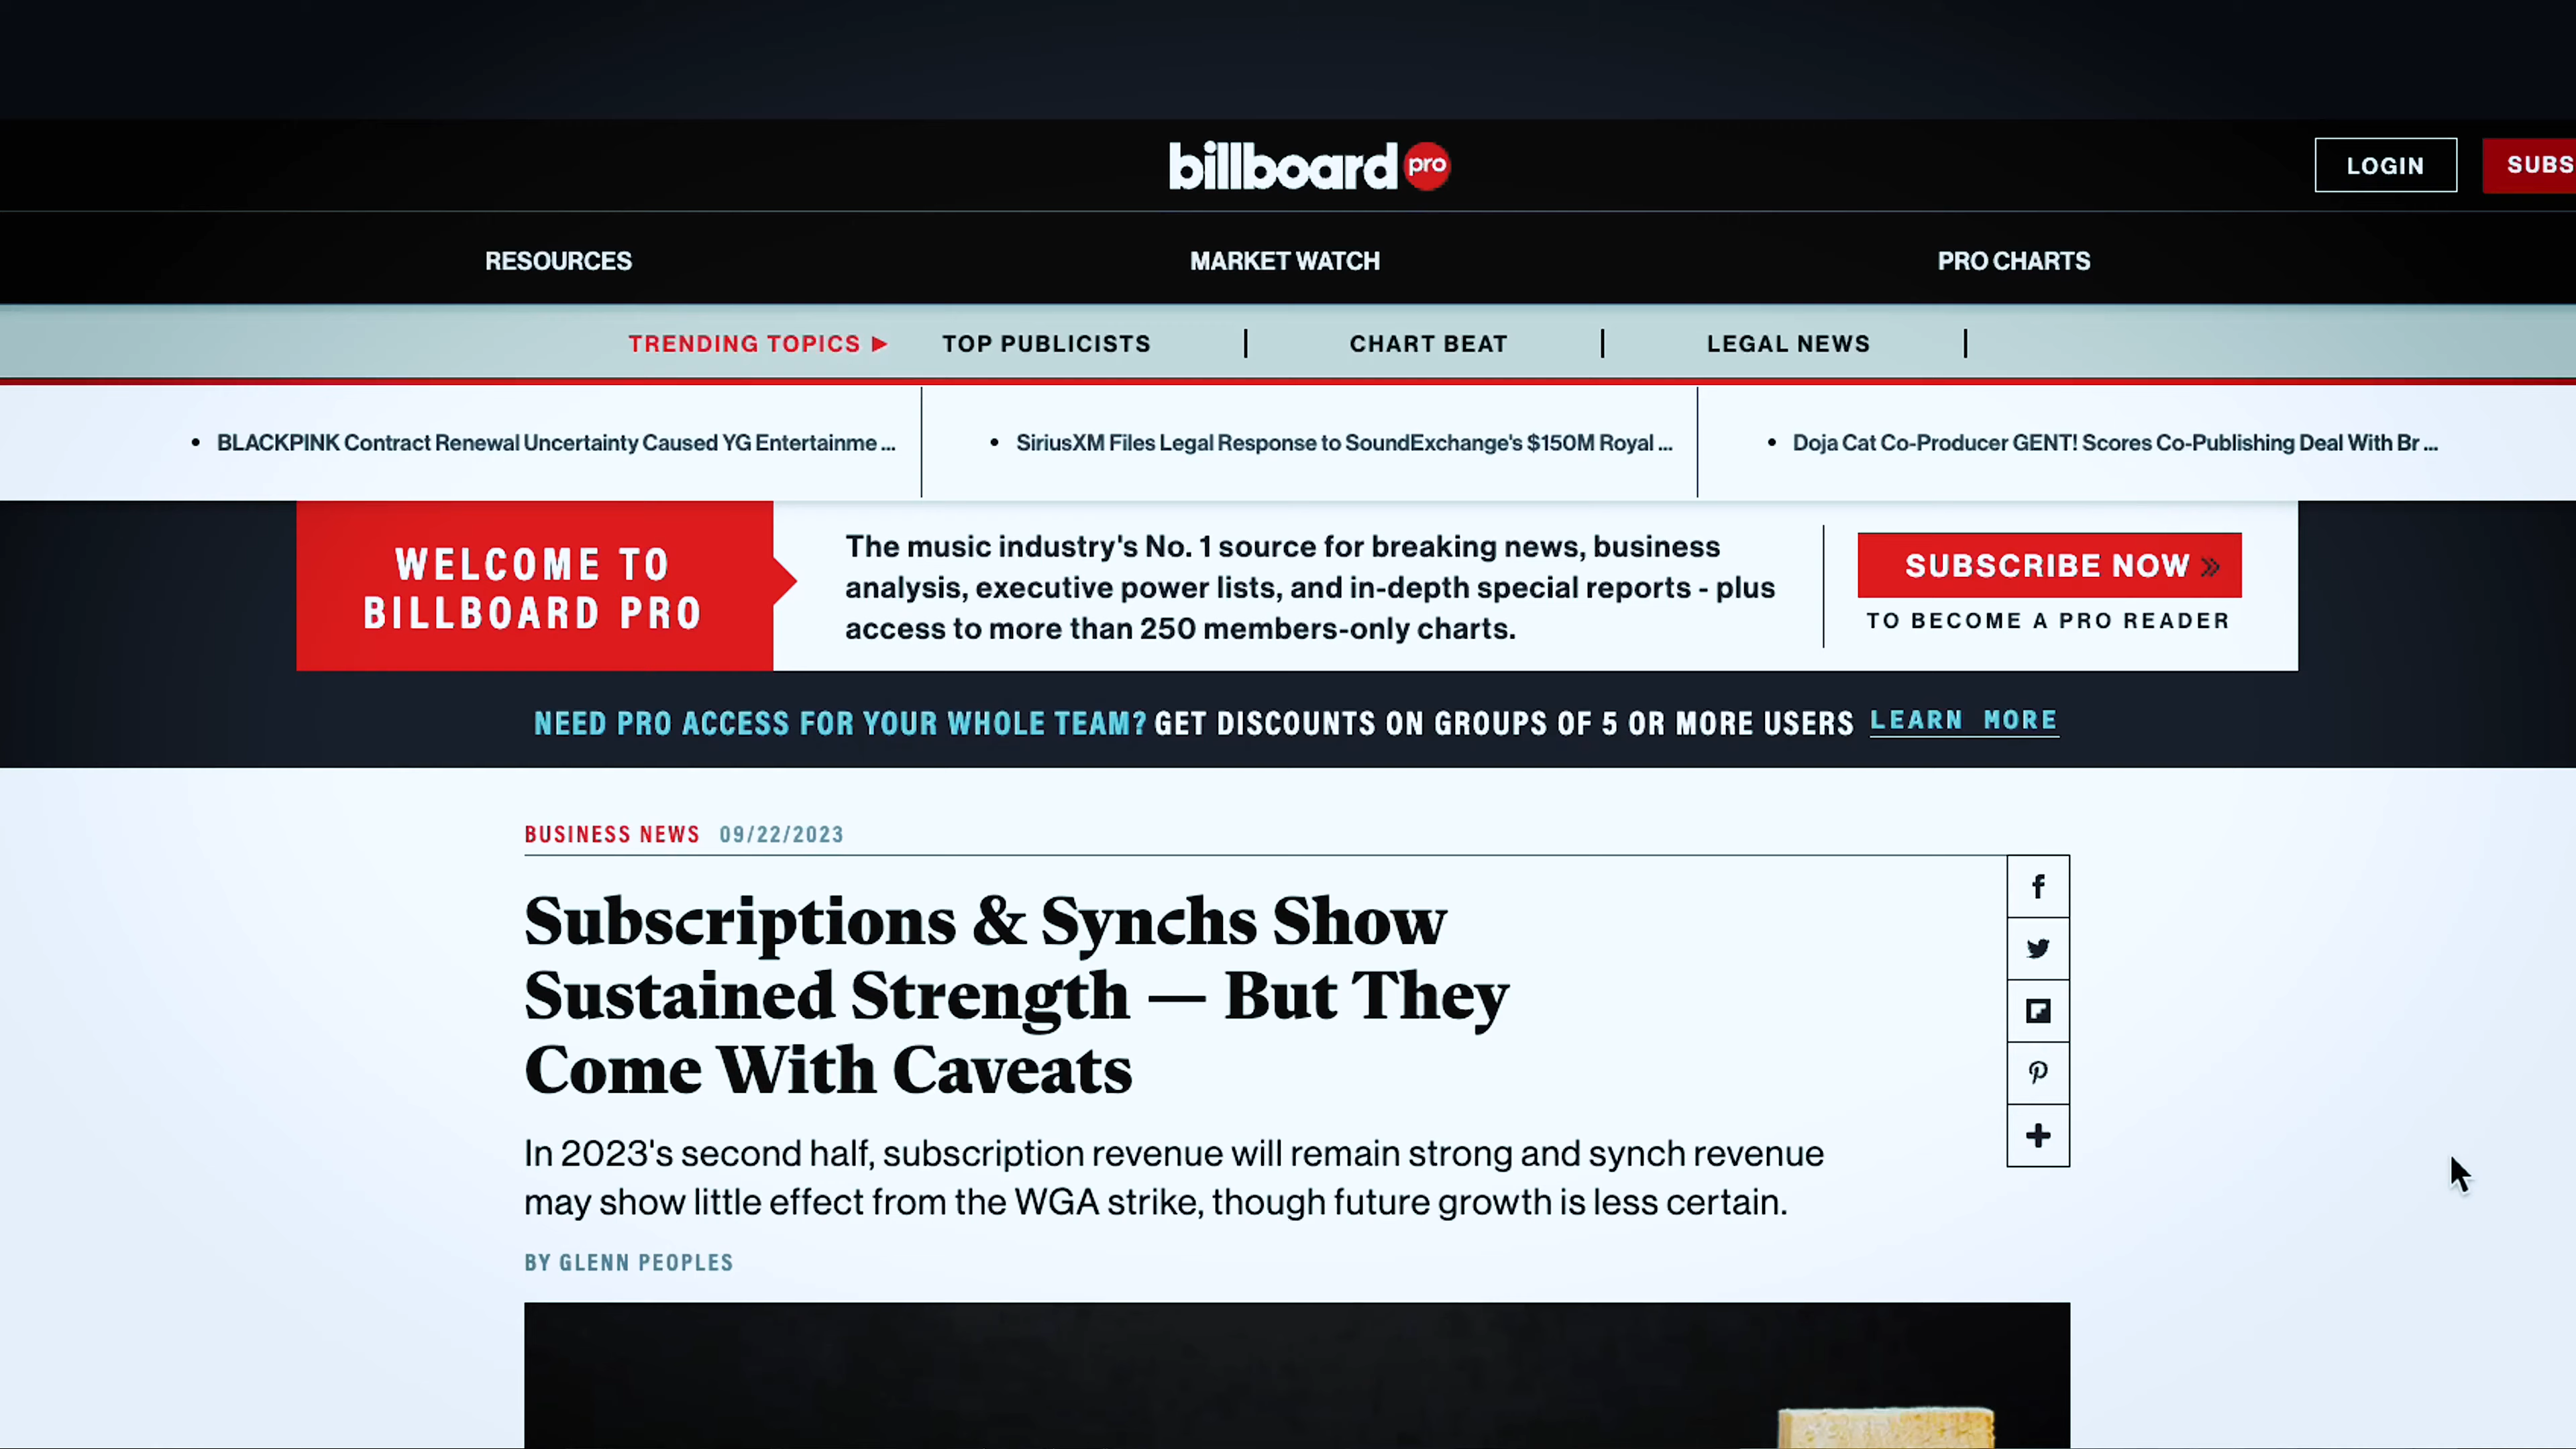 billboard pro
LOGIN
SUBS
RESOURCES
MARKET WATCH
PRO CHARTS
TRENDING TOPICS ▶
TOP PUBLICISTS
CHART BEAT
LEGAL NEWS
• BLACKPINK Contract Renewal Uncertainty Caused YG Entertainme ...
• SiriusXM Files Legal Response to SoundExchange's $150M Royal ...
• Doja Cat Co-Producer GENT! Scores Co-Publishing Deal With Br ...
WELCOME TO
BILLBOARD PRO
The music industry's No. 1 source for breaking news, business
analysis, executive power lists, and in-depth special reports - plus
access to more than 250 members-only charts.
SUBSCRIBE NOW »
TO BECOME A PRO READER
NEED PRO ACCESS FOR YOUR WHOLE TEAM? GET DISCOUNTS ON GROUPS OF 5 OR MORE USERS LEARN MORE
BUSINESS NEWS 09/22/2023
Subscriptions & Synchs Show
Sustained Strength — But They
Come With Caveats
In 2023's second half, subscription revenue will remain strong and synch revenue
may show little effect from the WGA strike, though future growth is less certain.
BY GLENN PEOPLES